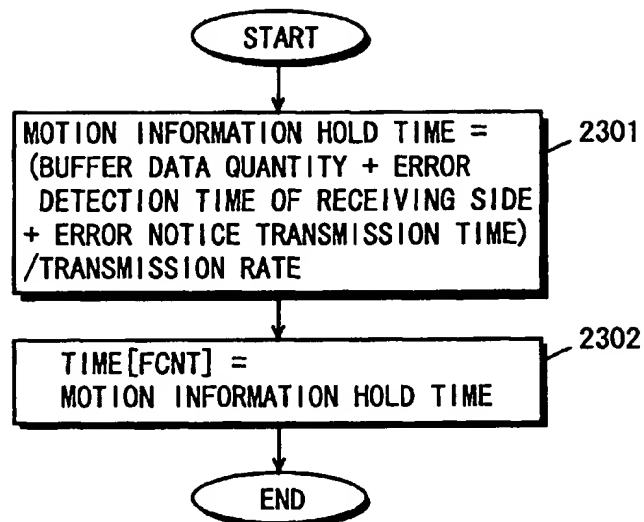 START
MOTION INFORMATION HOLD TIME =
(BUFFER DATA QUANTITY + ERROR
DETECTION TIME OF RECEIVING SIDE
+ ERROR NOTICE TRANSMISSION TIME)
/TRANSMISSION RATE
2301
TIME[FCNT] =
MOTION INFORMATION HOLD TIME
2302
END